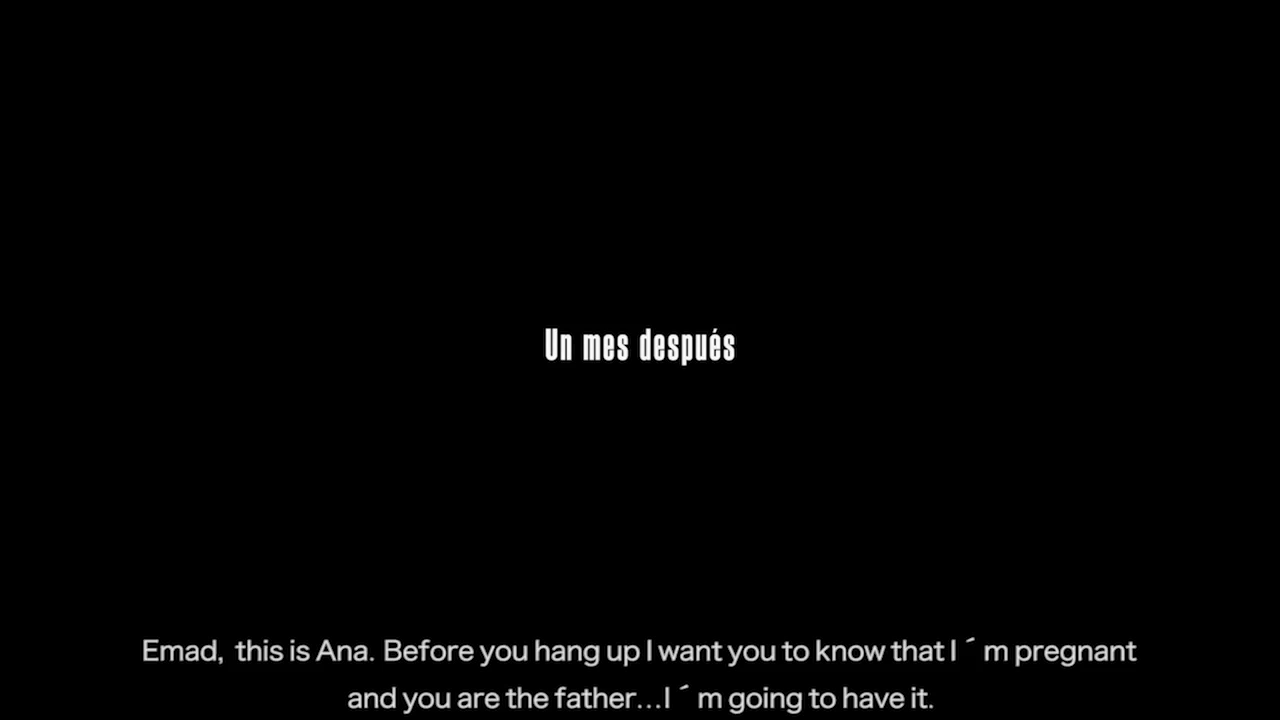 Un mes después
Emad, this is Ana. Before you hang up I want you to know that I ´ m pregnant
and you are the father...I ´ m going to have it.